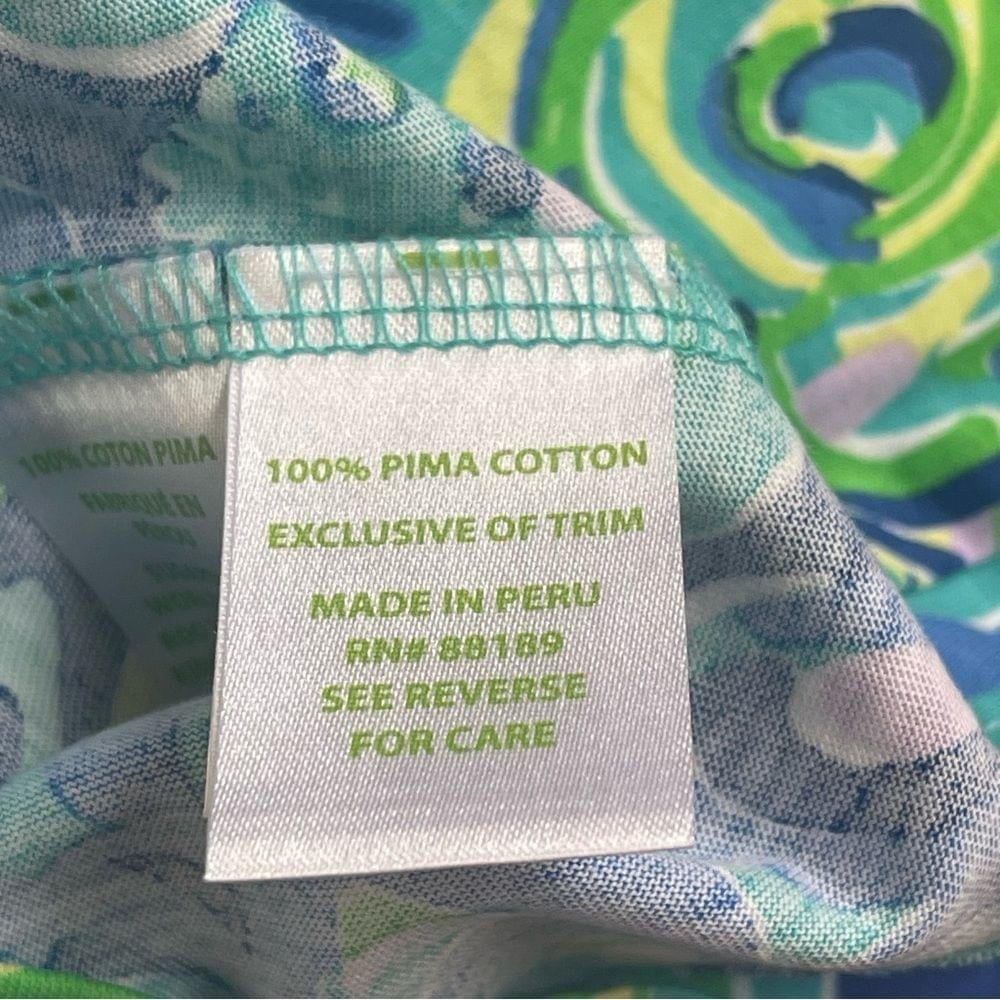 100% COTON PIMA
FABRIQUÉ EN
PÉROU
100% PIMA COTTON
EXCLUSIVE OF TRIM
MADE IN PERU
RN# 88189
SEE REVERSE
FOR CARE